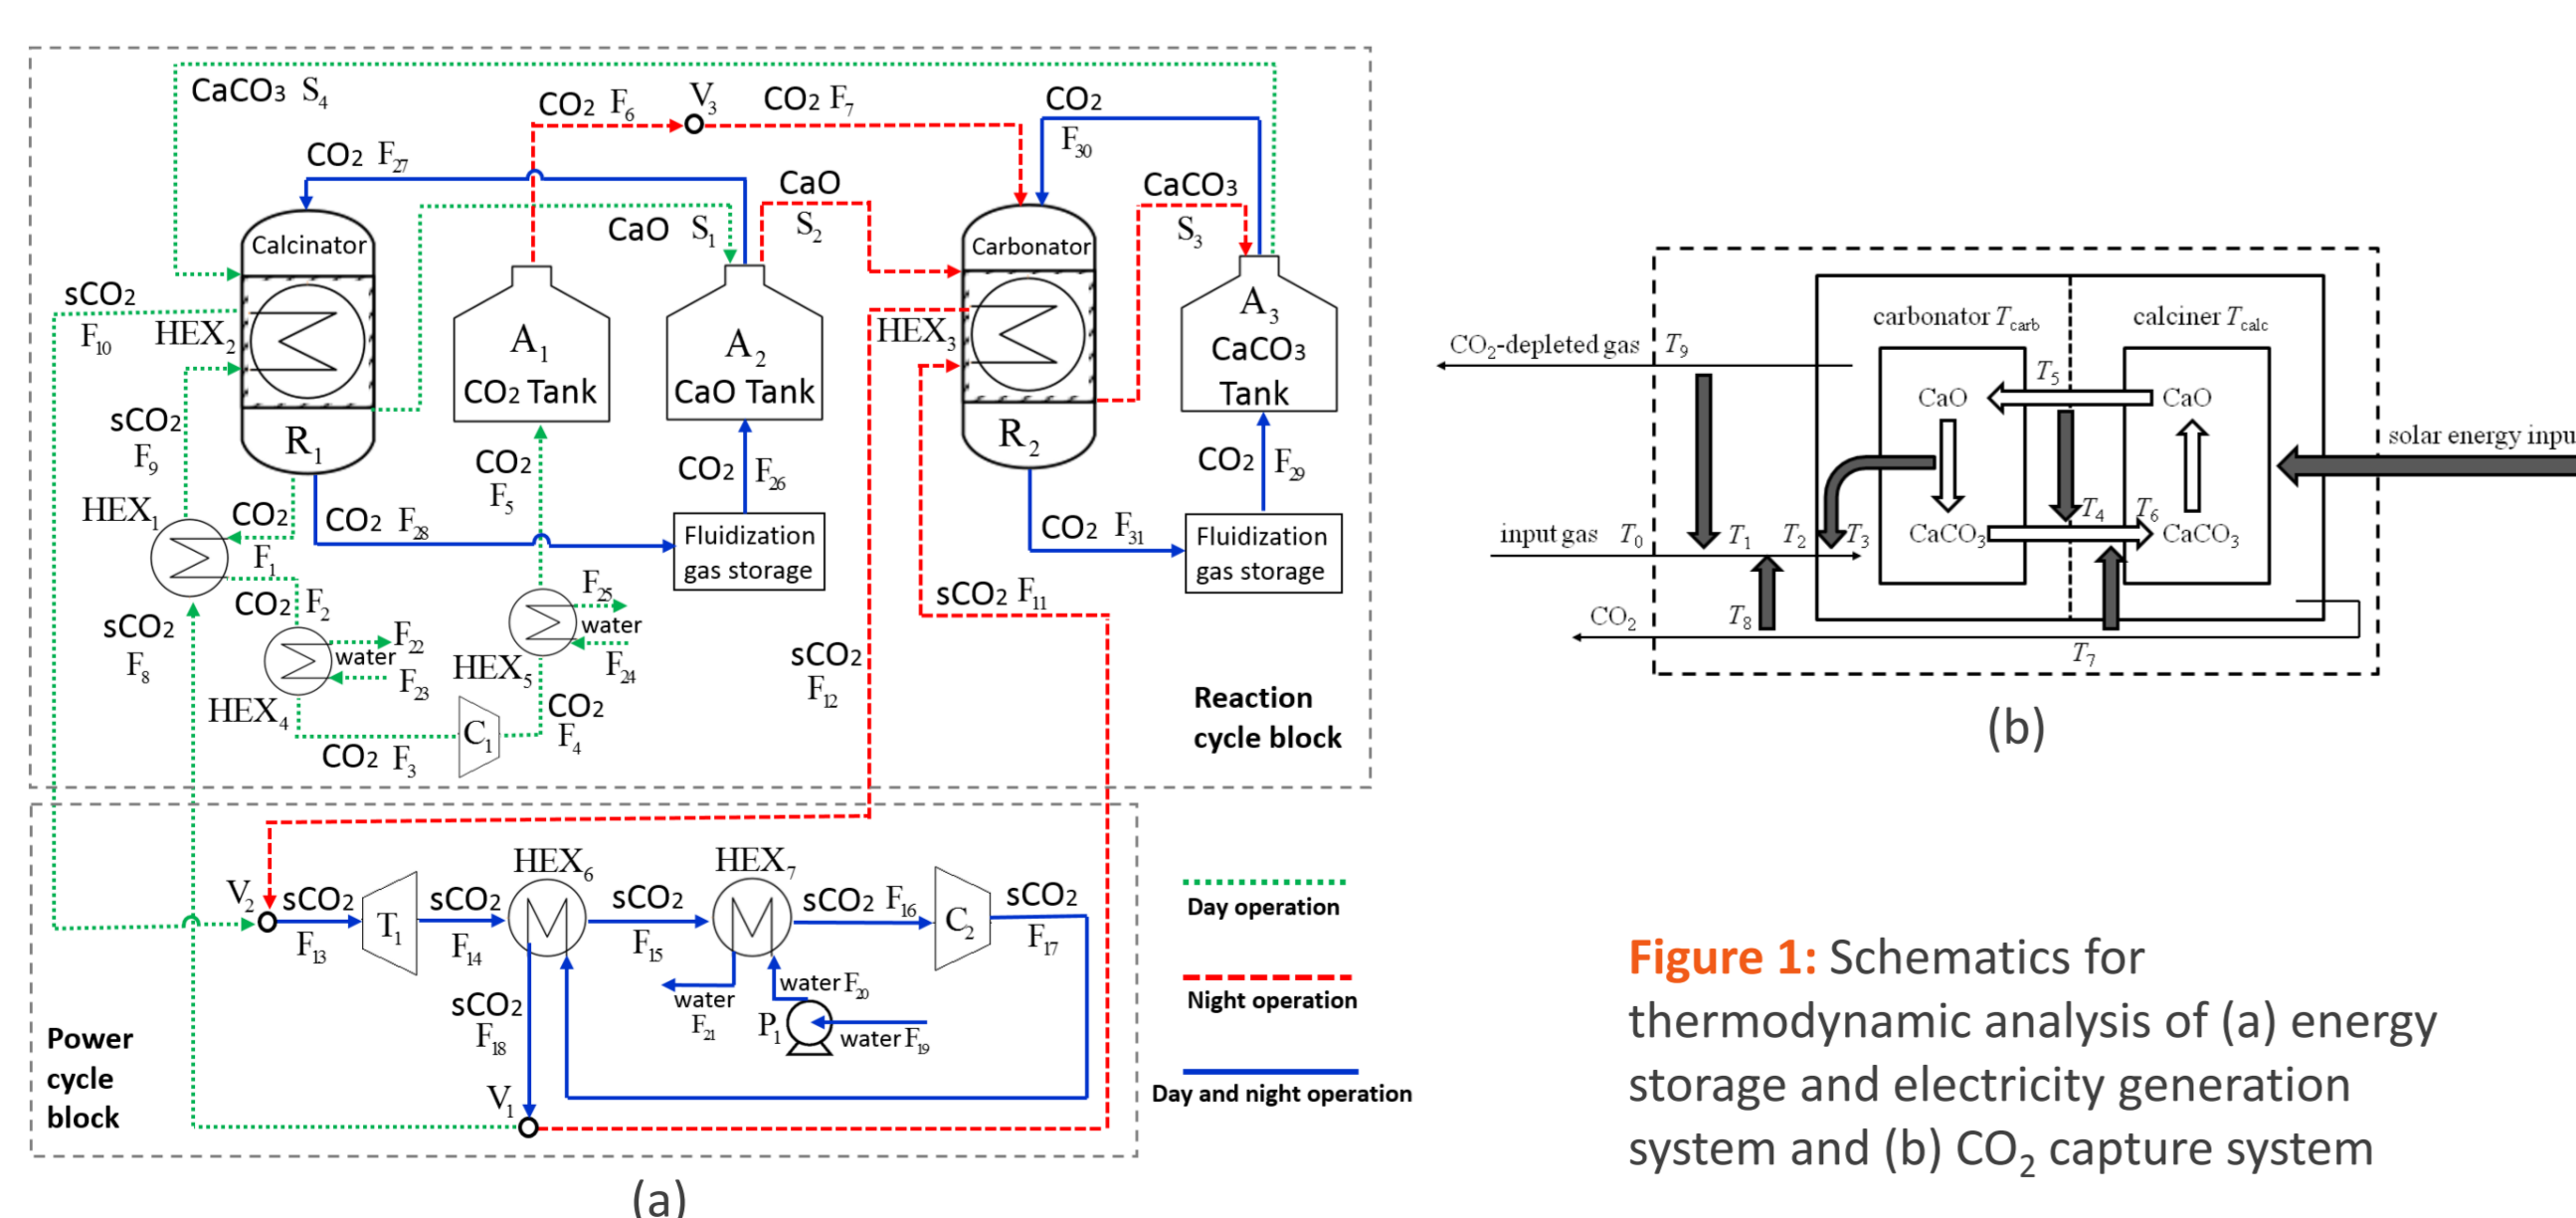 CaCO3 S4
CO2 F6
V3
CO2 F7
CO2
F30
CO2 F27
CaO
S2
CaCO3
S3
CaO S1
Calcinator
Carbonator
sCO2
F10
HEX2
HEX3
A1
CO2 Tank
A2
CaO Tank
A3
CaCO3
Tank
sCO2
F9
R1
R2
CO2
F5
CO2 F26
CO2 F29
HEX1
CO2
F1
CO2 F28
Fluidization
gas storage
CO2 F31
Fluidization
gas storage
CO2 F2
F25
water
F24
HEX5
sCO2
F8
F22
water
F23
HEX4
CO2
F4
C1
CO2 F3
sCO2 F11
sCO2
F12
Reaction
cycle block
V2
sCO2
F13
T1
sCO2
F14
HEX6
sCO2
F15
HEX7
sCO2 F16
C2
sCO2
F17
sCO2
F18
water
F21
water F20
P1
water F19
V1
Power
cycle
block
Day operation
Night operation
Day and night operation
(a)
carbonator Tcarb
calciner Tcalc
CO2-depleted gas T9
T5
CaO
CaO
solar energy inpu
input gas T0
T1
T2
T3
CaCO3
T4
T6
CaCO3
CO2
T8
T7
(b)
Figure 1: Schematics for
thermodynamic analysis of (a) energy
storage and electricity generation
system and (b) CO2 capture system